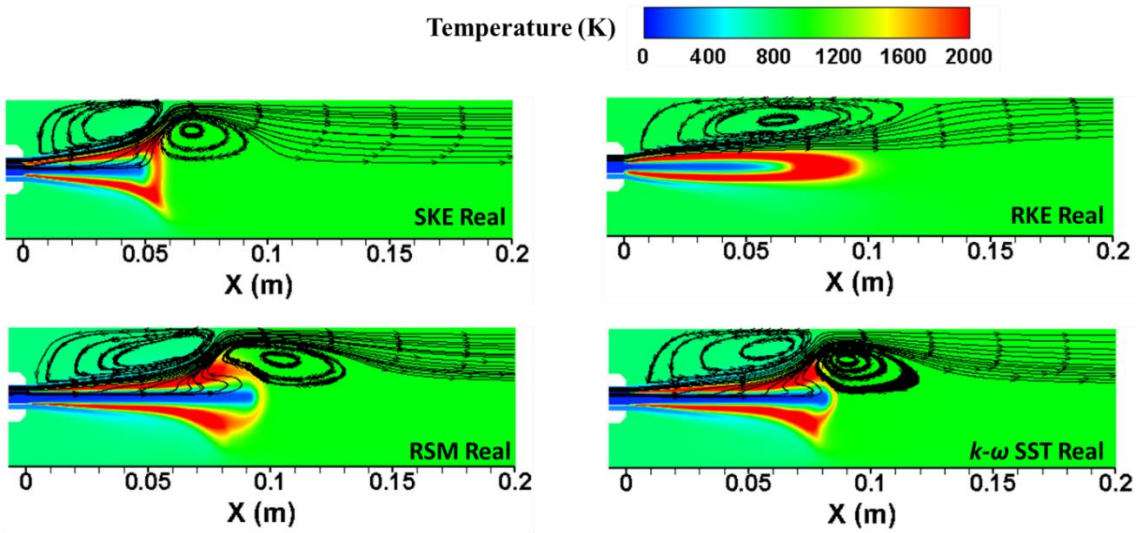 Temperature (K)
0 400 800 1200 1600 2000
SKE Real
0 0.05 0.1 0.15 0.2
X (m)
RKE Real
0 0.05 0.1 0.15 0.2
X (m)
RSM Real
0 0.05 0.1 0.15 0.2
X (m)
k-ω SST Real
0 0.05 0.1 0.15 0.2
X (m)